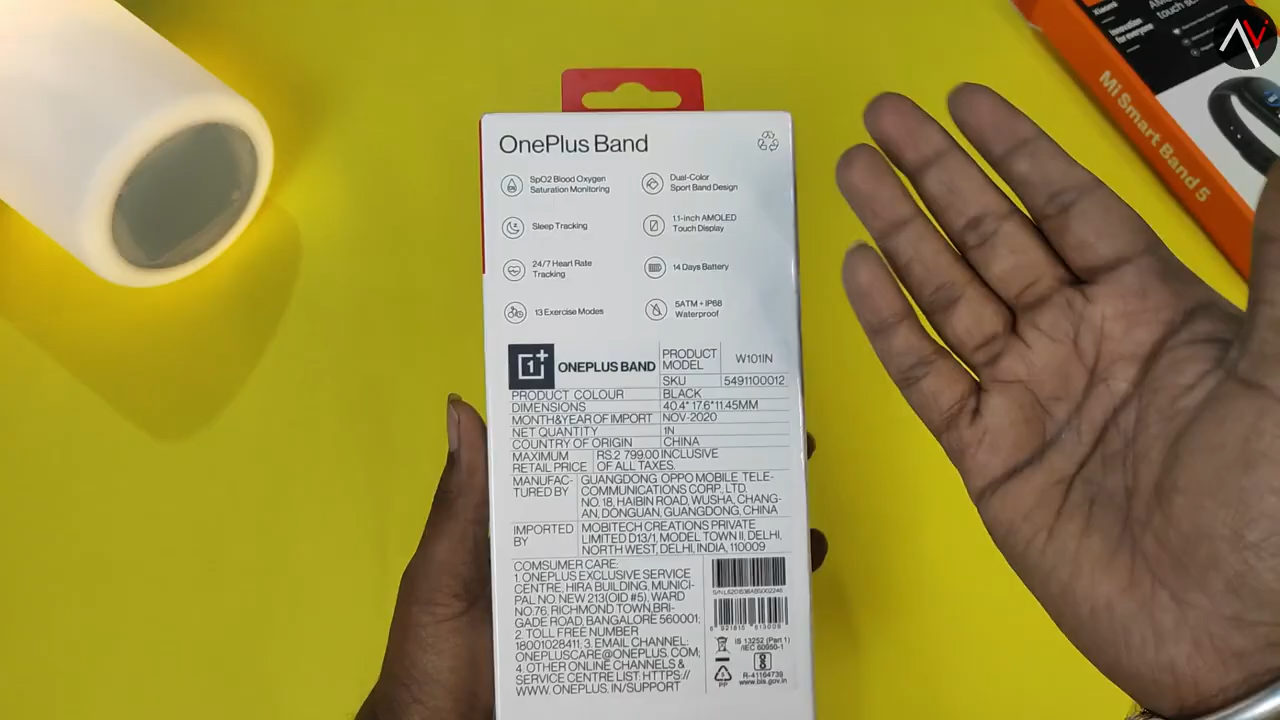 OnePlus Band
SpO2 Blood Oxygen
Saturation Monitoring
Dual-Color
Sport Band Design
Sleep Tracking
1.1-inch AMOLED
Touch Display
24/7 Heart Rate
Tracking
14 Days Battery
13 Exercise Modes
5ATM + IP68
Waterproof
ONEPLUS BAND
PRODUCT
MODEL
W101IN
SKU
5491100012
PRODUCT COLOUR
BLACK
DIMENSIONS
40.4* 17.6*11.45MM
MONTH&YEAR OF IMPORT
NOV-2020
NET QUANTITY
1N
COUNTRY OF ORIGIN
CHINA
MAXIMUM
RETAIL PRICE
RS.2 799.00 INCLUSIVE
OF ALL TAXES.
MANUFAC-
TURED BY
GUANGDONG OPPO MOBILE TELE-
COMMUNICATIONS CORP., LTD.
NO. 18, HAIBIN ROAD, WUSHA, CHANG-
AN, DONGUAN, GUANGDONG, CHINA
IMPORTED
BY
MOBITECH CREATIONS PRIVATE
LIMITED D13/1, MODEL TOWN II, DELHI,
NORTH WEST, DELHI, INDIA, 110009
COMSUMER CARE:
1. ONEPLUS EXCLUSIVE SERVICE
CENTRE, HIRA BUILDING, MUNICI-
PAL NO. NEW 213(OID #5), WARD
NO.76, RICHMOND TOWN,BRI-
GADE ROAD, BANGALORE 560001;
2. TOLL FREE NUMBER
18001028411; 3. EMAIL CHANNEL:
ONEPLUSCARE@ONEPLUS. COM;
4. OTHER ONLINE CHANNELS &
SERVICE CENTRE LIST: HTTPS://
WWW. ONEPLUS. IN/SUPPORT
IS 13252 (Part 1)
/IEC 60950-1
R-41164739
www.bis.gov.in
PP
Mi Smart Band 5
Xiaomi
Innovation
for everyone
touch